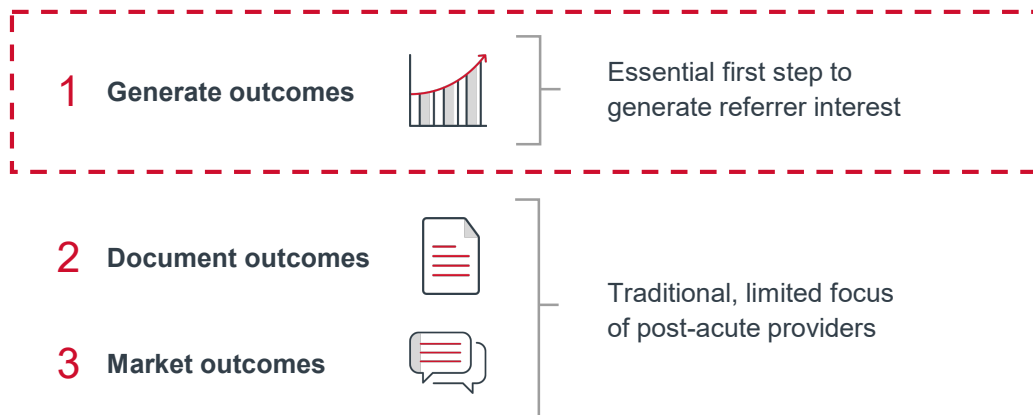 1 Generate outcomes
Essential first step to
generate referrer interest
2 Document outcomes
3 Market outcomes
Traditional, limited focus
of post-acute providers